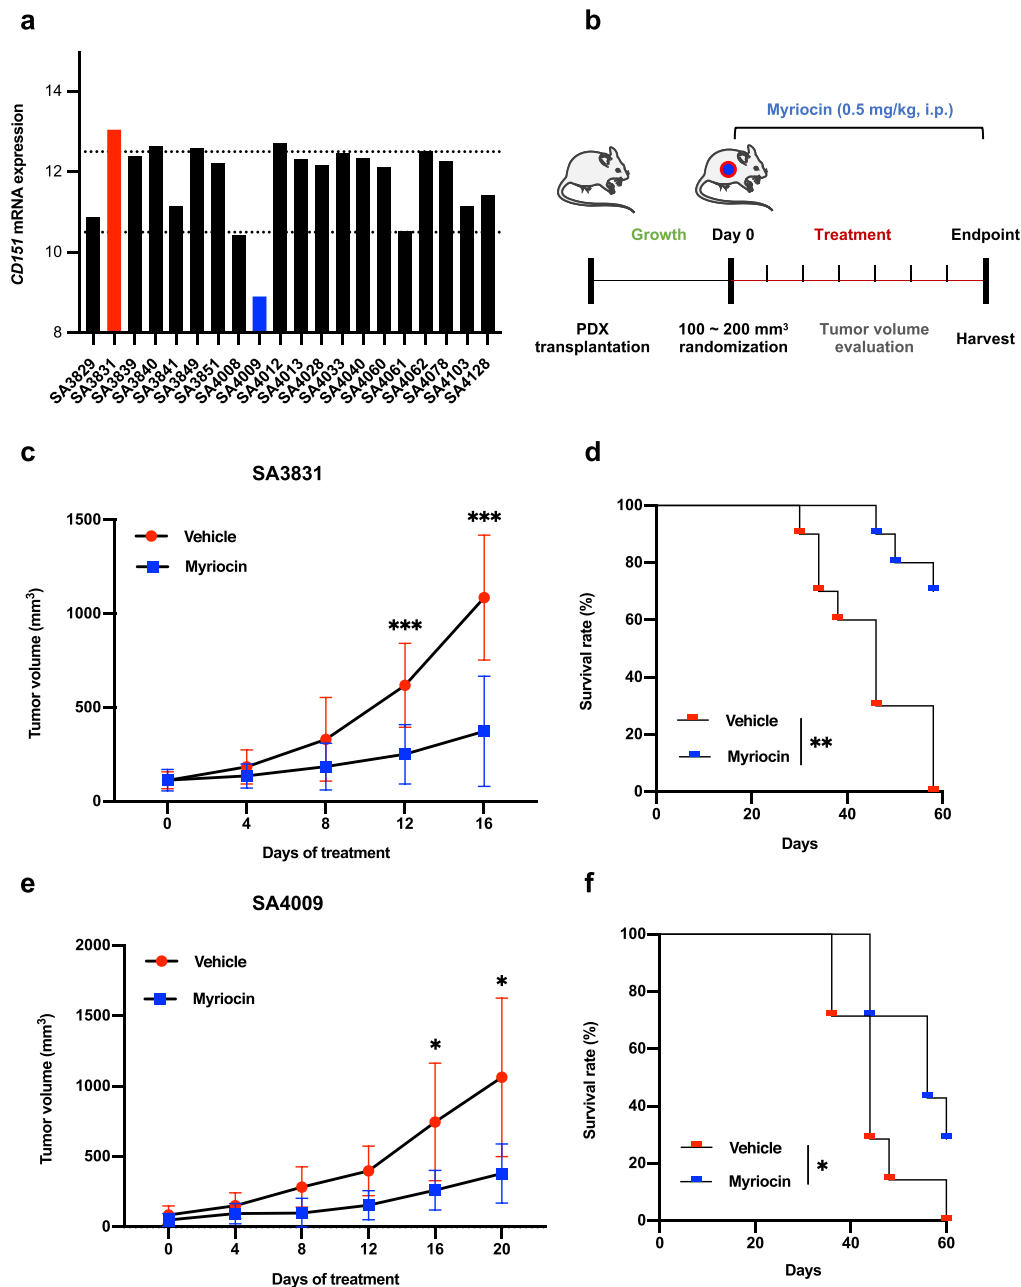 a
CD151 mRNA expression
14
12
10
8
SA3829
SA3831
SA3839
SA3840
SA3841
SA3849
SA3851
SA4008
SA4009
SA4012
SA4013
SA4028
SA4033
SA4040
SA4060
SA4061
SA4062
SA4078
SA4103
SA4128
b
Myriocin (0.5 mg/kg, i.p.)
Growth
Day 0
Treatment
Endpoint
PDX
transplantation
100 ~ 200 mm³
randomization
Tumor volume
evaluation
Harvest
c
SA3831
Tumor volume (mm³)
1500
1000
500
0
Vehicle
Myriocin
***
***
0 4 8 12 16
Days of treatment
d
Survival rate (%)
100
80
60
40
20
0
Vehicle
Myriocin
**
0 20 40 60
Days
e
SA4009
Tumor volume (mm³)
2000
1500
1000
500
0
Vehicle
Myriocin
*
*
0 4 8 12 16 20
Days of treatment
f
Survival rate (%)
100
80
60
40
20
0
Vehicle
Myriocin
*
0 20 40 60
Days